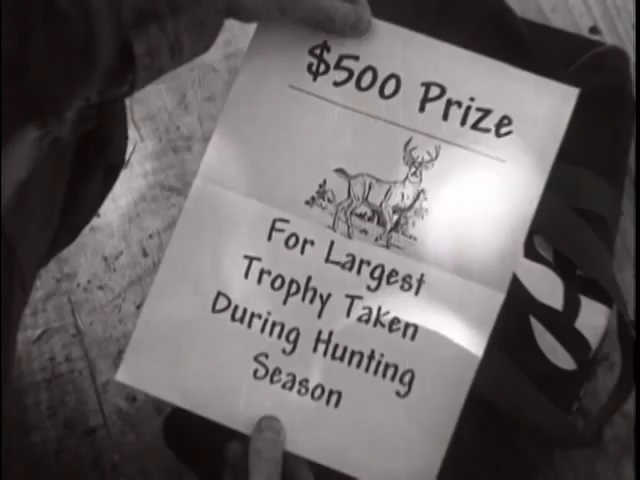 $500 Prize
For Largest
Trophy Taken
During Hunting
Season